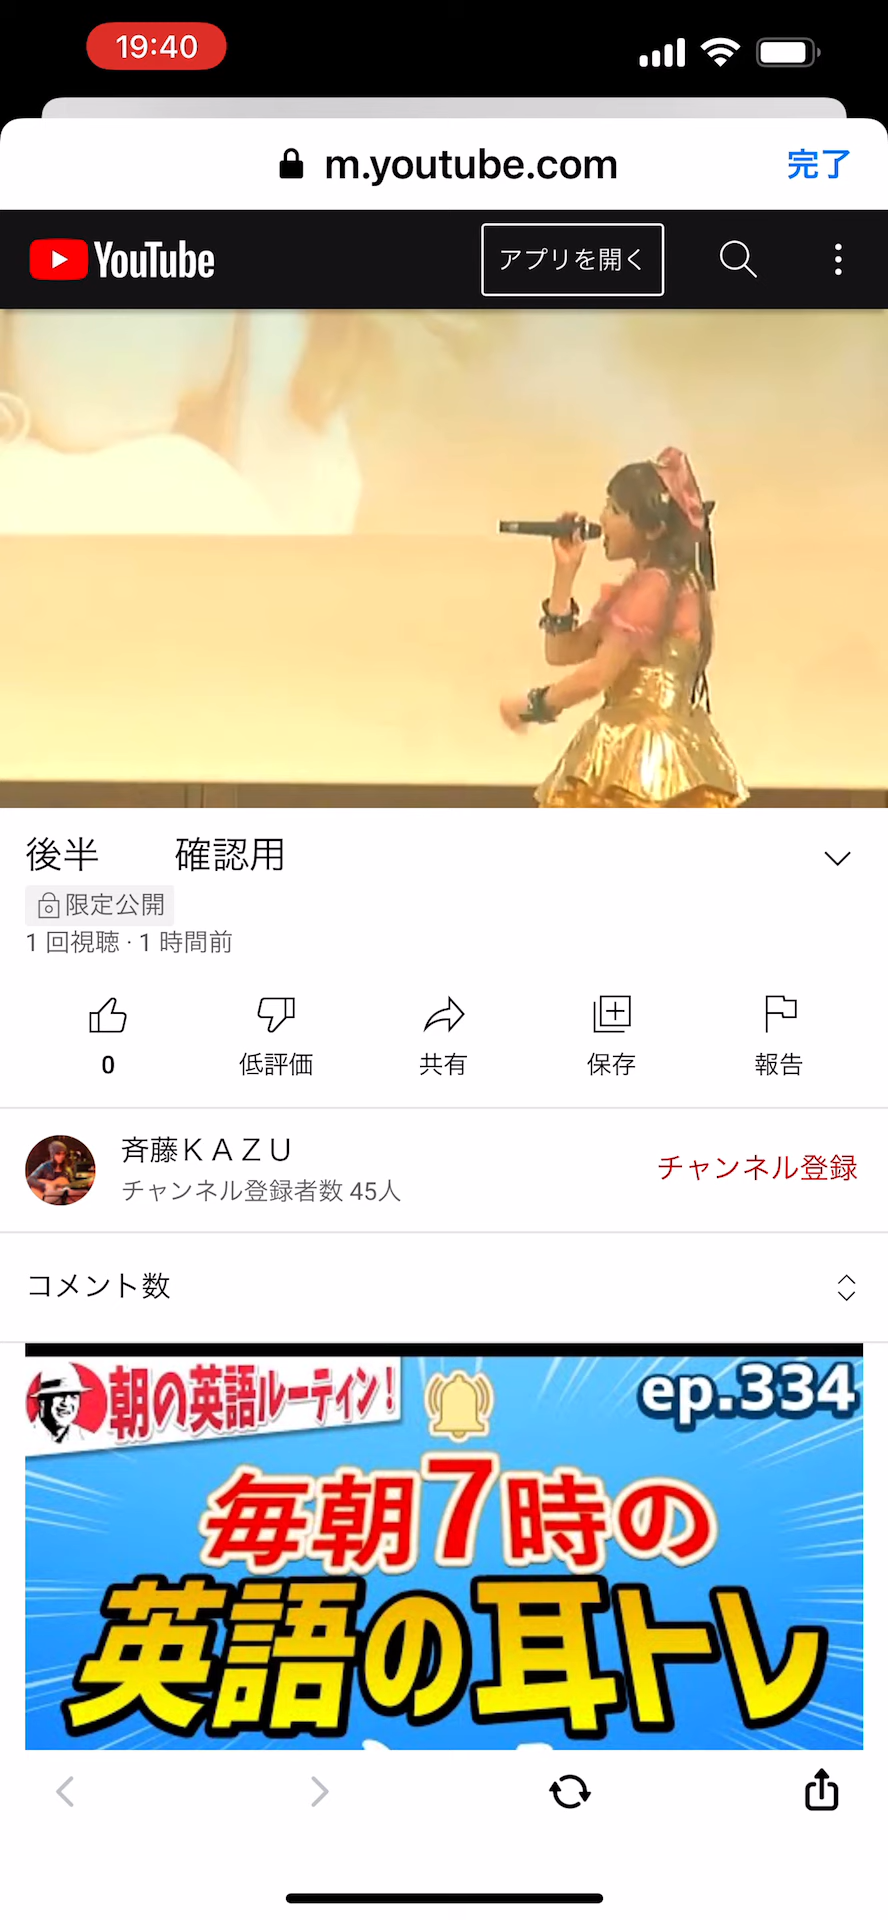 19:40
m.youtube.com
完了
YouTube
アプリを開く
後半　　確認用
限定公開
1 回視聴 · 1 時間前
0
低評価
共有
保存
報告
斉藤ＫＡＺＵ
チャンネル登録者数 45人
チャンネル登録
コメント数
朝の英語ルーティン！
ep.334
毎朝7時の
英語の耳トレ